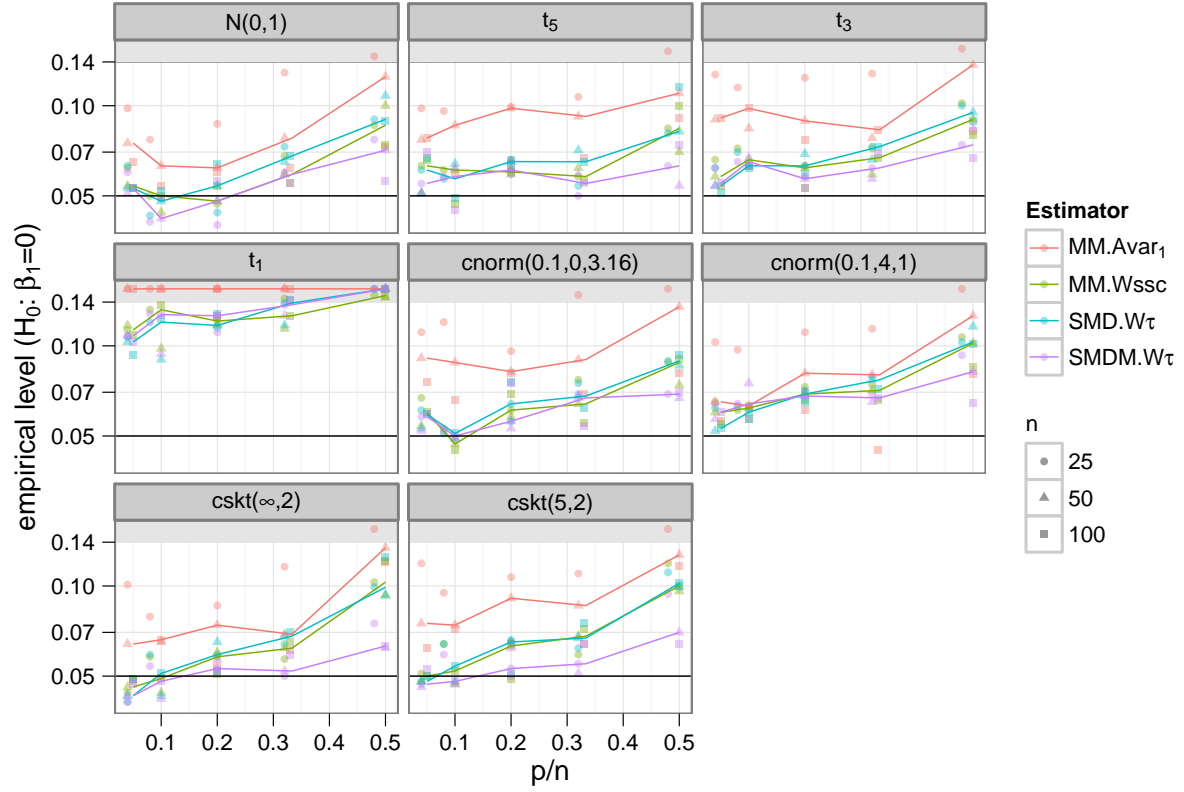 N(0,1)
t5
t3
0.14
0.10
0.07
0.05
t1
cnorm(0.1,0,3.16)
cnorm(0.1,4,1)
0.14
0.10
0.07
0.05
cskt(∞,2)
cskt(5,2)
0.14
0.10
0.07
0.05
0.1 0.2 0.3 0.4 0.5
0.1 0.2 0.3 0.4 0.5
p/n
empirical level (H0: β1=0)
Estimator
MM.Avar1
MM.Wssc
SMD.Wτ
SMDM.Wτ
n
25
50
100